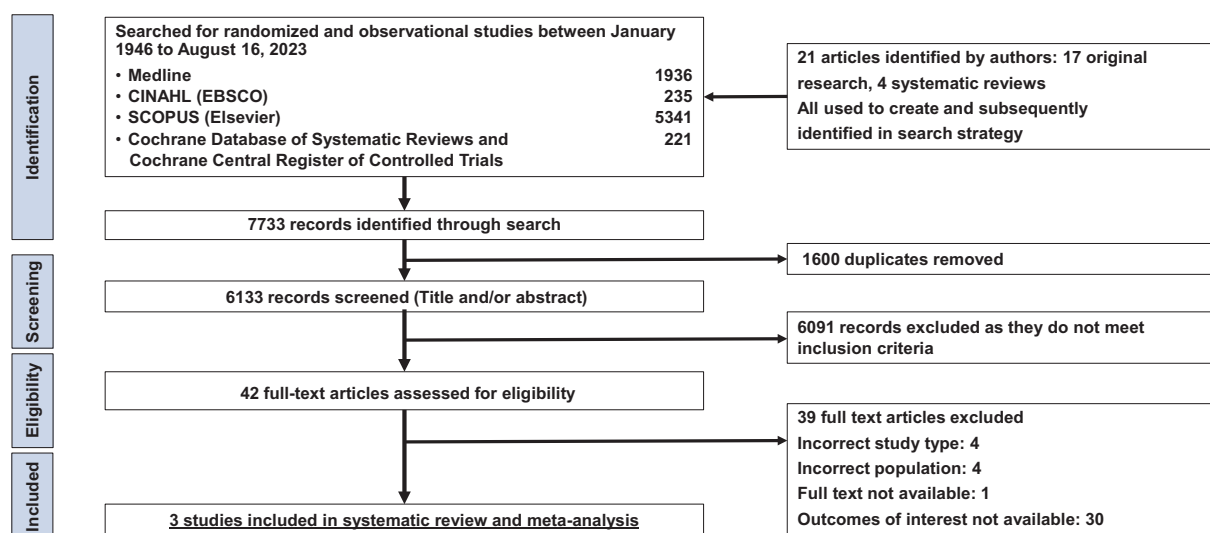 Identification
Searched for randomized and observational studies between January
1946 to August 16, 2023
• Medline 1936
• CINAHL (EBSCO) 235
• SCOPUS (Elsevier) 5341
• Cochrane Database of Systematic Reviews and 221
Cochrane Central Register of Controlled Trials
21 articles identified by authors: 17 original
research, 4 systematic reviews
All used to create and subsequently
identified in search strategy
7733 records identified through search
Screening
1600 duplicates removed
6133 records screened (Title and/or abstract)
6091 records excluded as they do not meet
inclusion criteria
Eligibility
42 full-text articles assessed for eligibility
39 full text articles excluded
Incorrect study type: 4
Incorrect population: 4
Full text not available: 1
Outcomes of interest not available: 30
Included
3 studies included in systematic review and meta-analysis